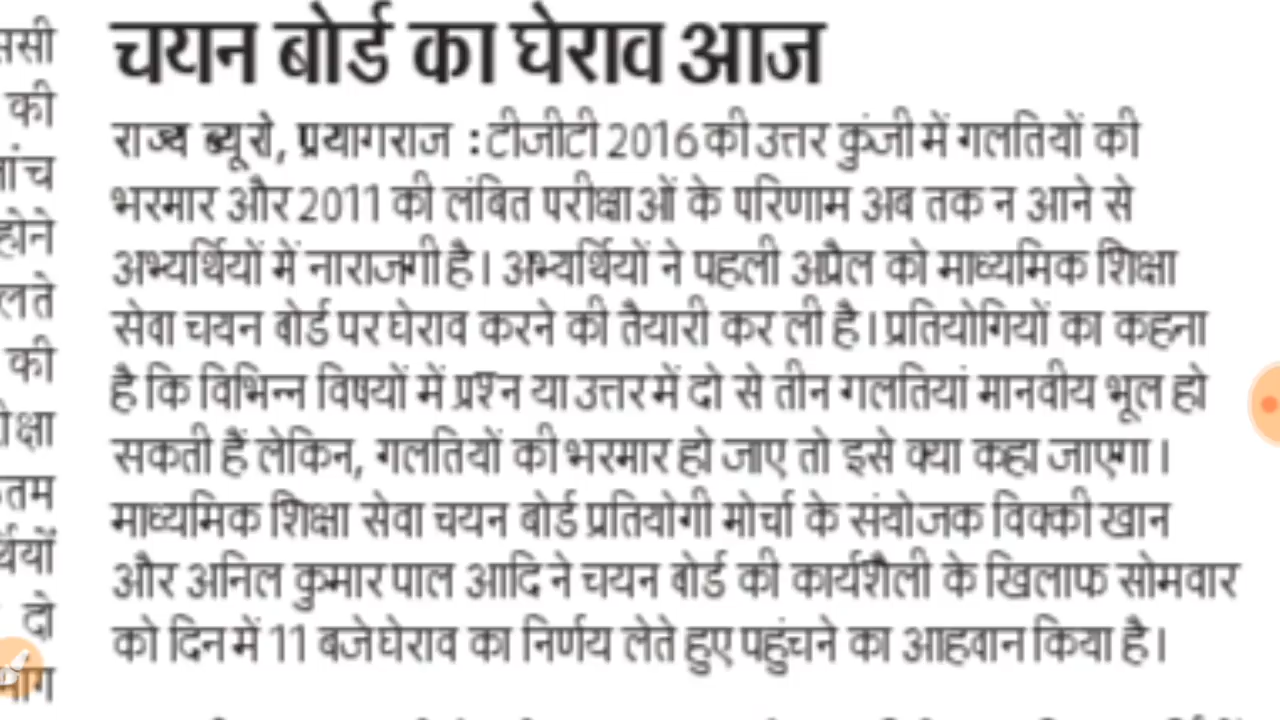 चयन बोर्ड का घेराव आज
राज्य ब्यूरो, प्रयागराज : टीजीटी 2016 की उत्तर कुंजी में गलतियों की
भरमार और 2011 की लंबित परीक्षाओं के परिणाम अब तक न आने से
अभ्यर्थियों में नाराजगी है। अभ्यर्थियों ने पहली अप्रैल को माध्यमिक शिक्षा
सेवा चयन बोर्ड पर घेराव करने की तैयारी कर ली है। प्रतियोगियों का कहना
है कि विभिन्न विषयों में प्रश्न या उत्तर में दो से तीन गलतियां मानवीय भूल हो
सकती हैं लेकिन, गलतियों की भरमार हो जाए तो इसे क्या कहा जाएगा।
माध्यमिक शिक्षा सेवा चयन बोर्ड प्रतियोगी मोर्चा के संयोजक विक्की खान
और अनिल कुमार पाल आदि ने चयन बोर्ड की कार्यशैली के खिलाफ सोमवार
को दिन में 11 बजे घेराव का निर्णय लेते हुए पहुंचने का आहवान किया है।
की
होने
की
दो